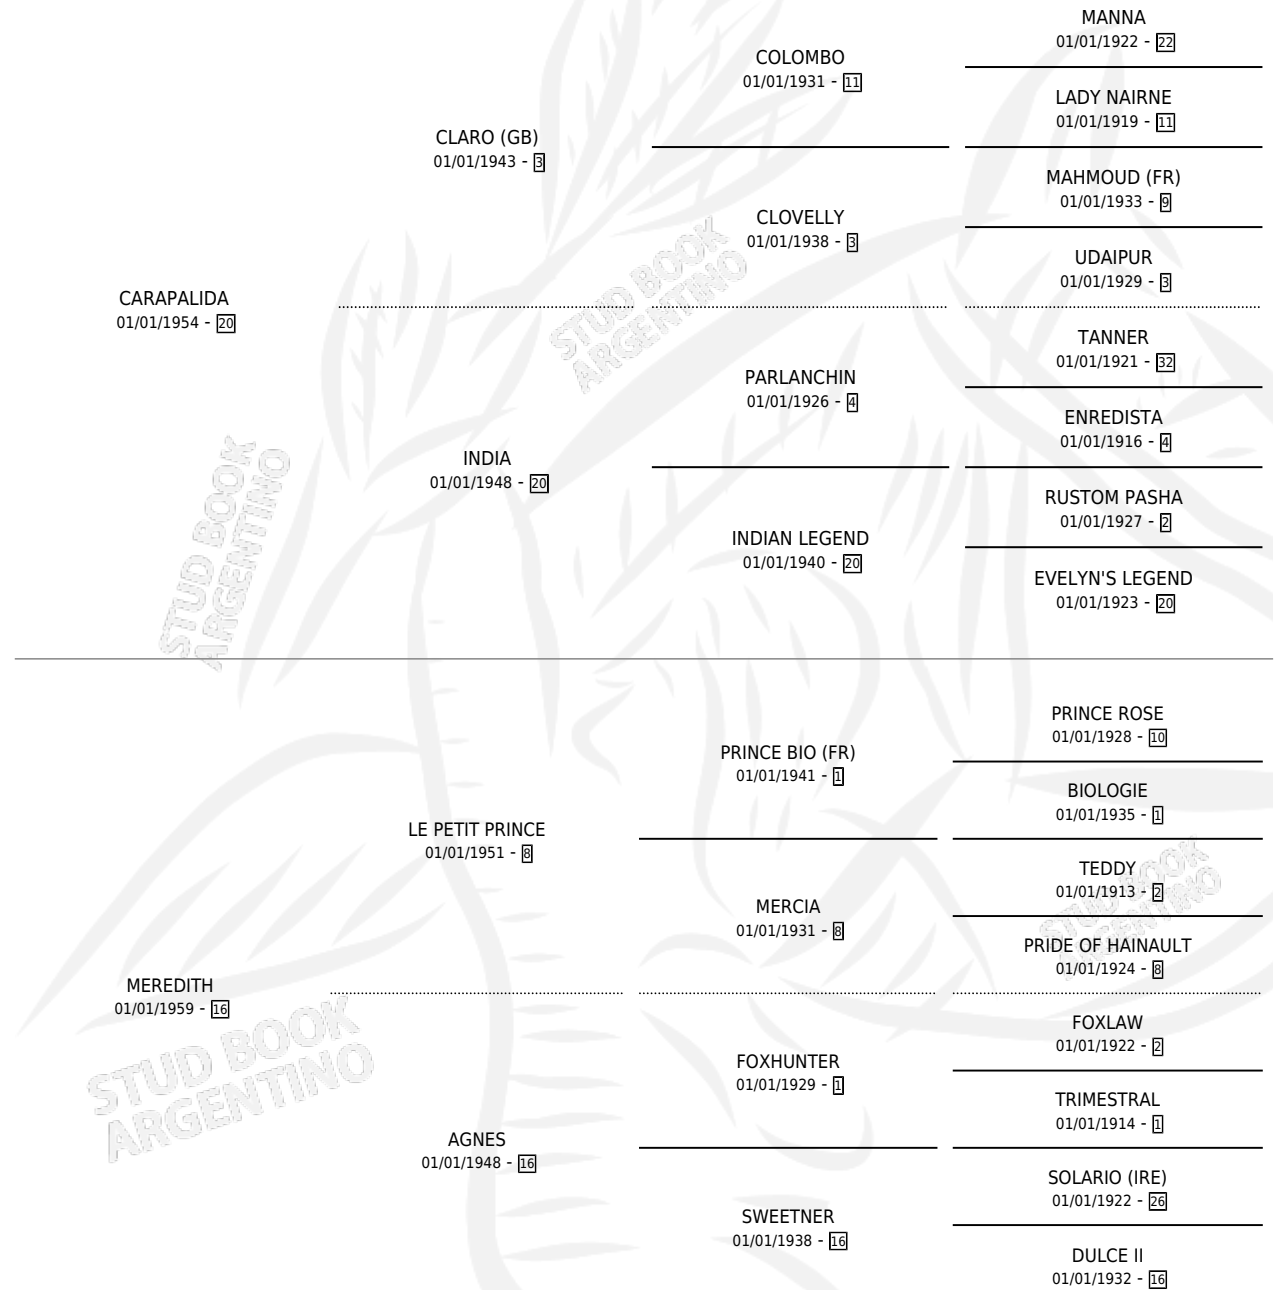 MANNA
01/01/1922 - 22
COLOMBO
01/01/1931 - 11
LADY NAIRNE
01/01/1919 - 11
CLARO (GB)
01/01/1943 - 3
MAHMOUD (FR)
01/01/1933 - 9
CLOVELLY
01/01/1938 - 3
UDAIPUR
01/01/1929 - 3
CARAPALIDA
01/01/1954 - 20
TANNER
01/01/1921 - 32
PARLANCHIN
01/01/1926 - 4
ENREDISTA
01/01/1916 - 4
INDIA
01/01/1948 - 20
RUSTOM PASHA
01/01/1927 - 2
INDIAN LEGEND
01/01/1940 - 20
EVELYN'S LEGEND
01/01/1923 - 20
STUD BOOK
ARGENTINO
STUD BOOK
ARGENTINO
PRINCE ROSE
01/01/1928 - 10
PRINCE BIO (FR)
01/01/1941 - 1
BIOLOGIE
01/01/1935 - 1
LE PETIT PRINCE
01/01/1951 - 8
TEDDY
01/01/1913 - 2
MERCIA
01/01/1931 - 8
PRIDE OF HAINAULT
01/01/1924 - 8
MEREDITH
01/01/1959 - 16
FOXLAW
01/01/1922 - 2
FOXHUNTER
01/01/1929 - 1
TRIMESTRAL
01/01/1914 - 1
AGNES
01/01/1948 - 16
SOLARIO (IRE)
01/01/1922 - 26
SWEETNER
01/01/1938 - 16
DULCE II
01/01/1932 - 16
STUD BOOK
ARGENTINO
STUD BOOK
ARGENTINO